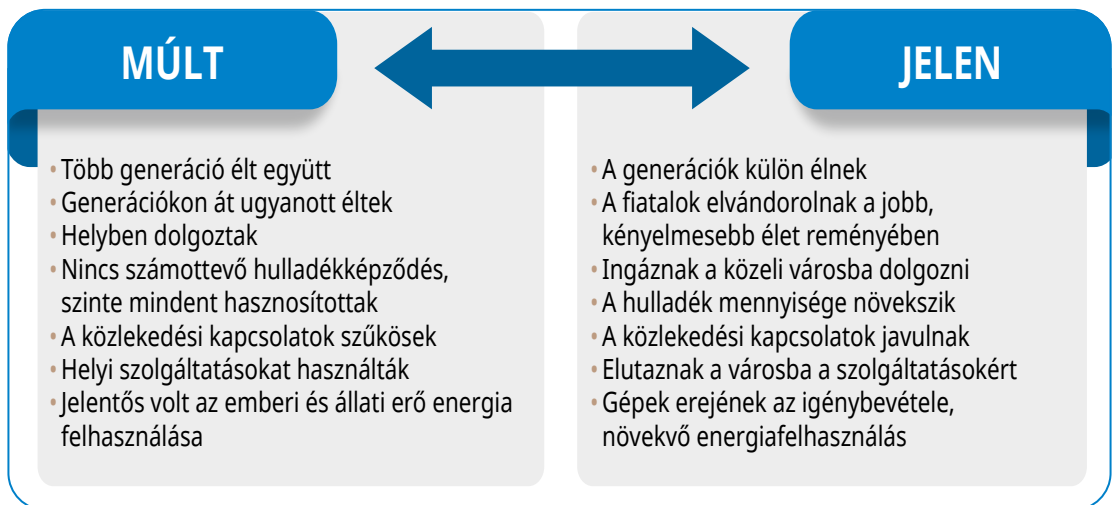 MÚLT
• Több generáció élt együtt
• Generációkon át ugyanott éltek
• Helyben dolgoztak
• Nincs számottevő hulladékképződés,
szinte mindent hasznosítottak
• A közlekedési kapcsolatok szűkösek
• Helyi szolgáltatásokat használták
• Jelentős volt az emberi és állati erő energia
felhasználása
JELEN
• A generációk külön élnek
• A fiatalok elvándorolnak a jobb,
kényelmesebb élet reményében
• Ingáznak a közeli városba dolgozni
• A hulladék mennyisége növekszik
• A közlekedési kapcsolatok javulnak
• Elutaznak a városba a szolgáltatásokért
• Gépek erejének az igénybevétele,
növekvő energiafelhasználás